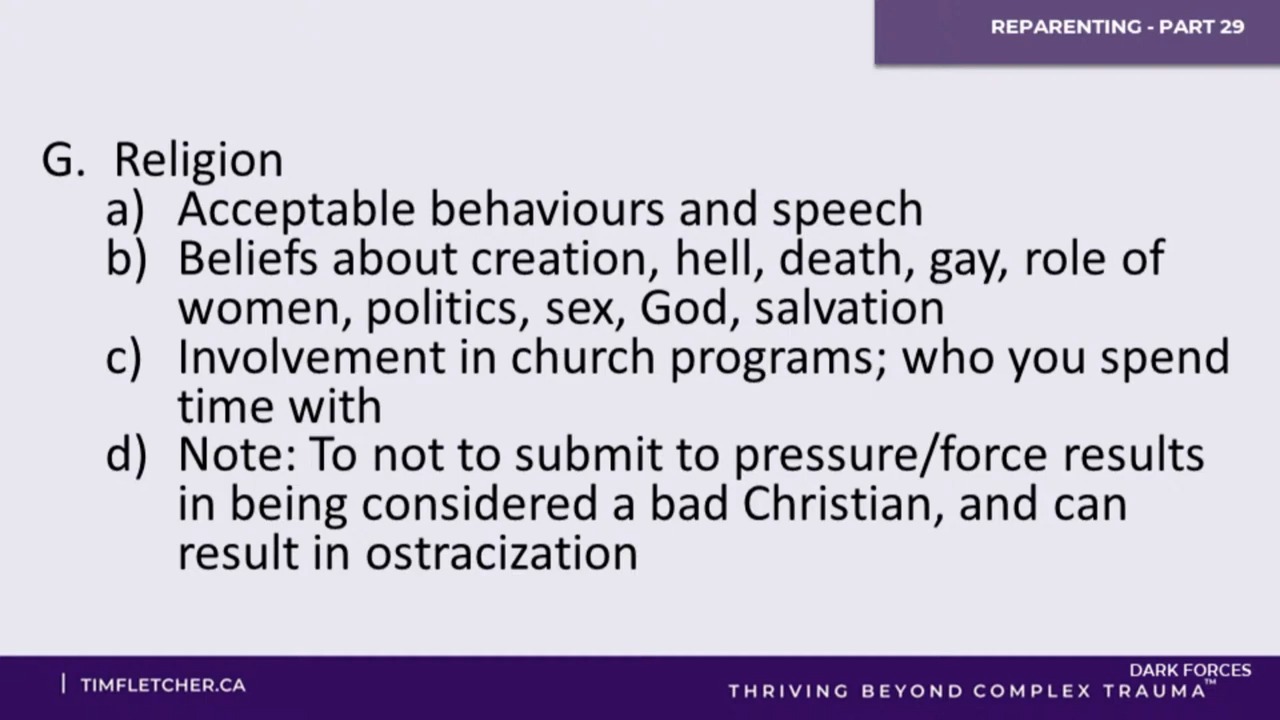 REPARENTING - PART 29
G. Religion
a) Acceptable behaviours and speech
b) Beliefs about creation, hell, death, gay, role of
women, politics, sex, God, salvation
c) Involvement in church programs; who you spend
time with
d) Note: To not to submit to pressure/force results
in being considered a bad Christian, and can
result in ostracization
| TIMFLETCHER.CA
DARK FORCES
THRIVING BEYOND COMPLEX TRAUMA™